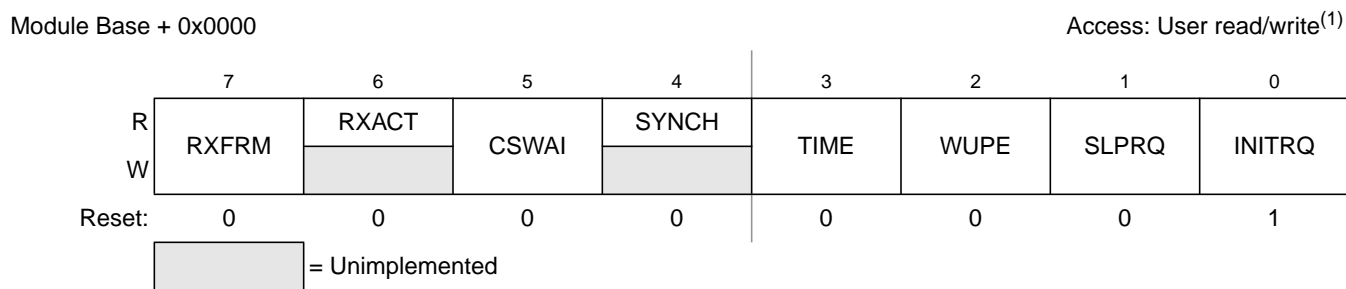 Module Base + 0x0000 Access: User read/write(1)
7 6 5 4 3 2 1 0
R RXFRM RXACT CSWAI SYNCH TIME WUPE SLPRQ INITRQ
W
Reset: 0 0 0 0 0 0 0 1
= Unimplemented